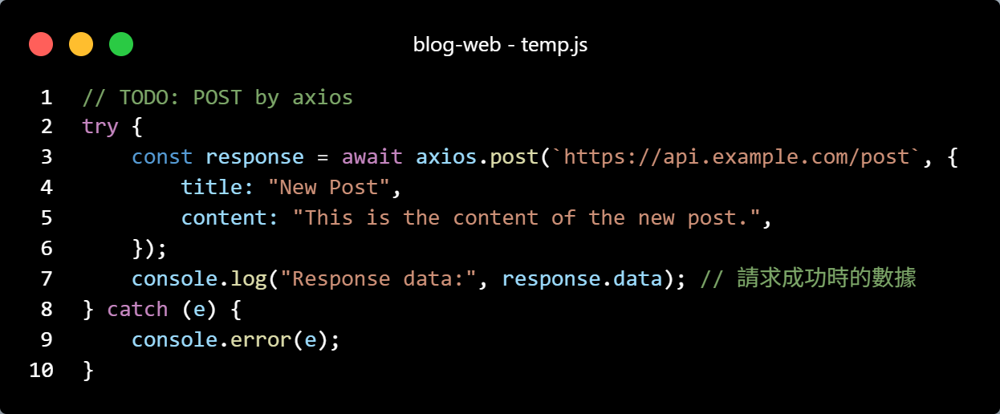 blog-web - temp.js
1 // TODO: POST by axios
2 try {
3     const response = await axios.post(`https://api.example.com/post`, {
4         title: "New Post",
5         content: "This is the content of the new post.",
6     });
7     console.log("Response data:", response.data); // 請求成功時的數據
8 } catch (e) {
9     console.error(e);
10 }